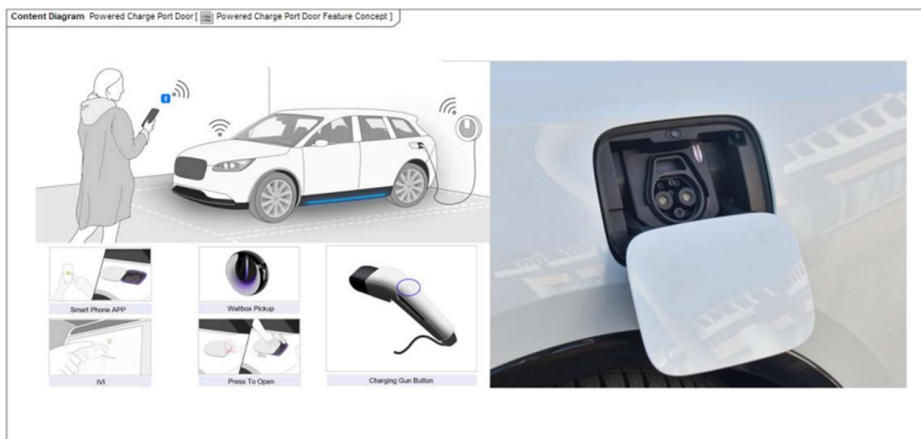 Content Diagram Powered Charge Port Door [ Powered Charge Port Door Feature Concept ]
Smart Phone APP
Wallbox Pickup
IVI
Press To Open
Charging Gun Button